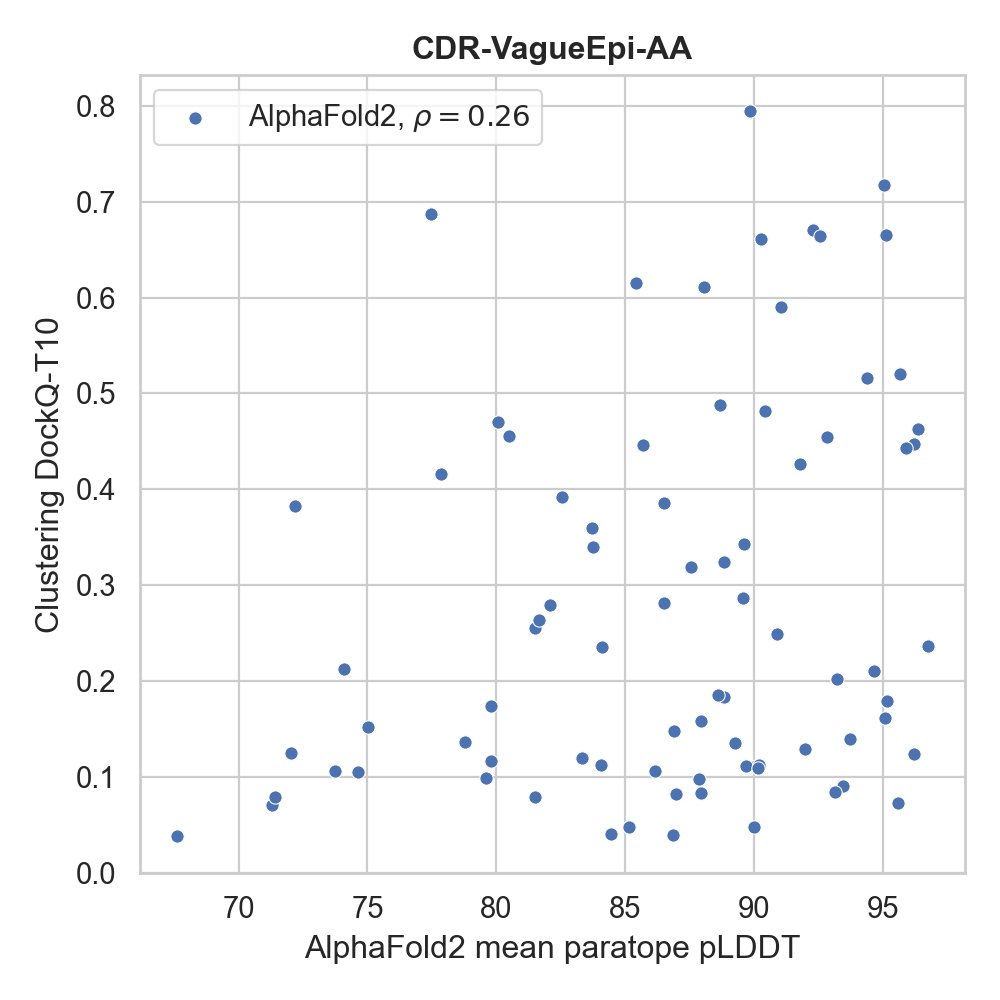 CDR-VagueEpi-AA
AlphaFold2, ρ = 0.26
Clustering DockQ-T10
0.8
0.7
0.6
0.5
0.4
0.3
0.2
0.1
0.0
70 75 80 85 90 95
AlphaFold2 mean paratope pLDDT